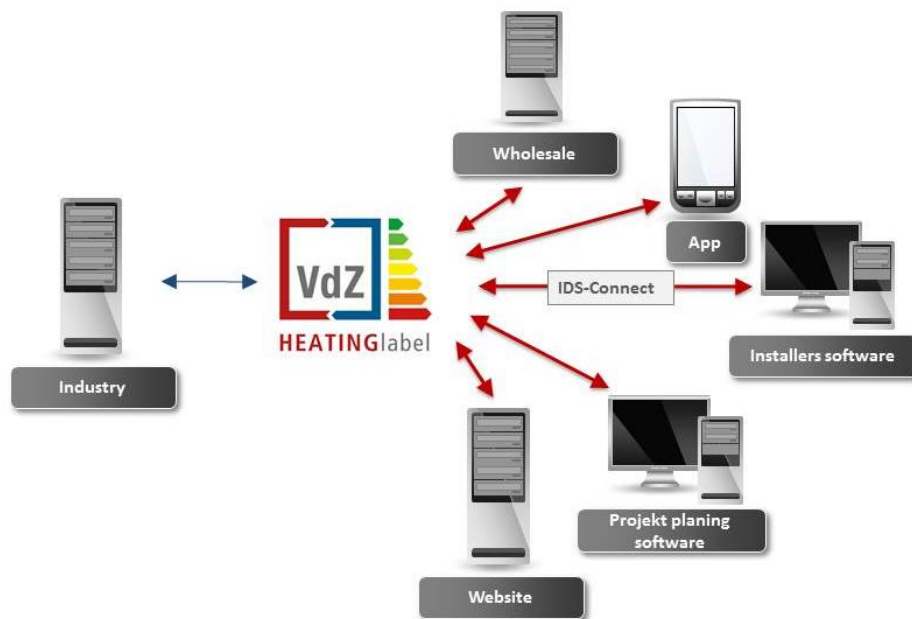 Wholesale
App
VdZ
HEATINGlabel
IDS-Connect
Installers software
Industry
Projekt planing
software
Website